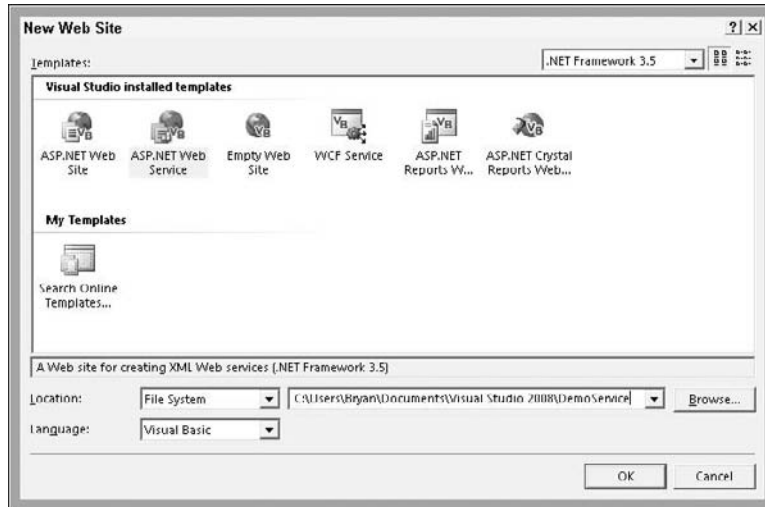 New Web Site
? ×
Templates:
.NET Framework 3.5
Visual Studio installed templates
ASP.NET Web Site
ASP.NET Web Service
Empty Web Site
WCF Service
ASP.NET Reports W...
ASP.NET Crystal Reports Web...
My Templates
Search Online Templates...
A Web site for creating XML Web services (.NET Framework 3.5)
Location:
File System
C:\Users\Bryan\Documents\Visual Studio 2008\DemoService
Browse...
Language:
Visual Basic
OK
Cancel